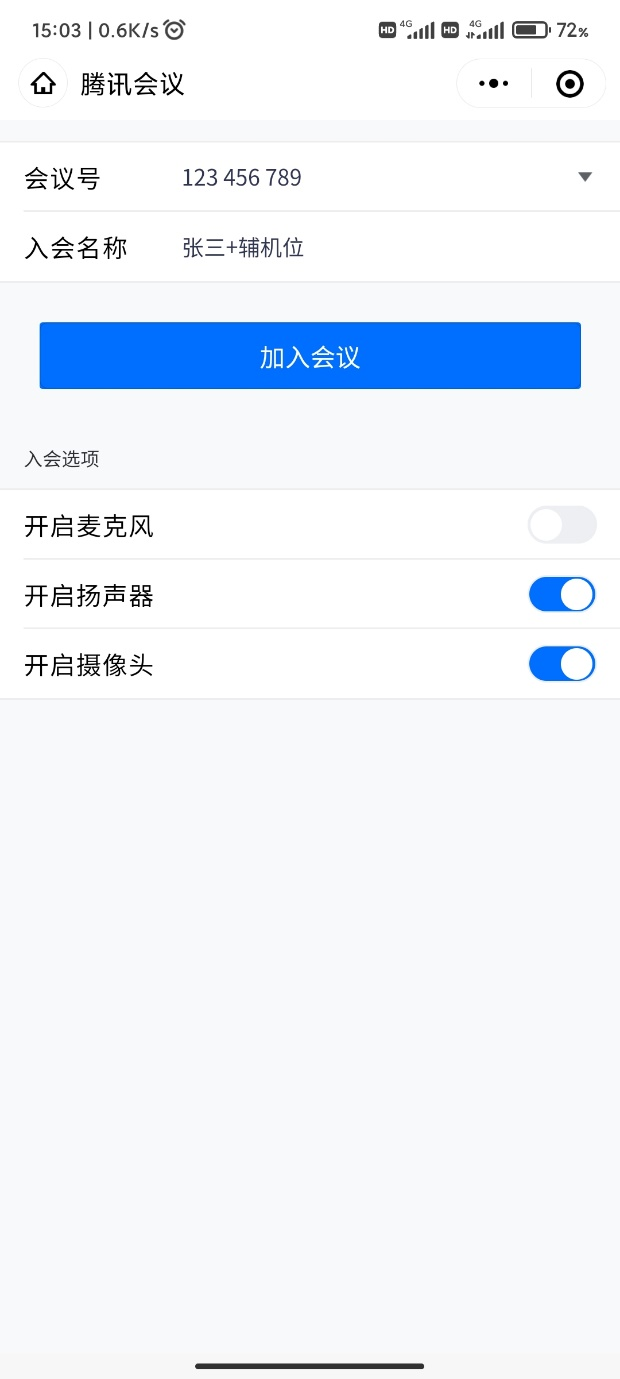 15:03 | 0.6K/s HD 4G HD 4G 72%
腾讯会议
会议号 123 456 789
入会名称 张三+辅机位
加入会议
入会选项
开启麦克风
开启扬声器
开启摄像头